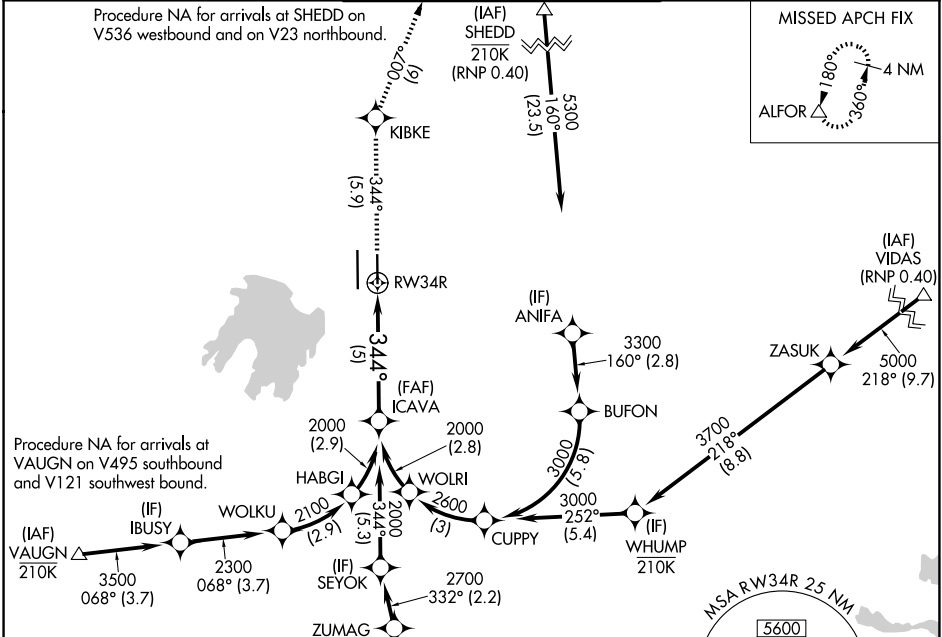 Procedure NA for arrivals at SHEDD on
V536 westbound and on V23 northbound.
(IAF)
SHEDD
210K
(RNP 0.40)
MISSED APCH FIX
180°
360°
4 NM
ALFOR
007°
(9)
5300
160°
(23.5)
KIBKE
344°
(5.9)
RW34R
(IAF)
VIDAS
(RNP 0.40)
(IF)
ANIFA
3300
160° (2.8)
ZASUK
5000
218° (9.7)
344°
(5)
(FAF)
ICAVA
BUFON
3700
218°
(8.8)
2000
(2.9)
2000
(2.8)
3000
(5.8)
Procedure NA for arrivals at
VAUGN on V495 southbound
and V121 southwest bound.
HABGI
WOLRI
2600
(3)
3000
252°
(5.4)
CUPPY
(IF)
WHUMP
210K
(IAF)
VAUGN
210K
(IF)
IBUSY
WOLKU
2100
(2.9)
2000
344°
(5.3)
3500
068° (3.7)
2300
068° (3.7)
(IF)
SEYOK
2700
332° (2.2)
ZUMAG
MSA RW34R 25 NM
5600